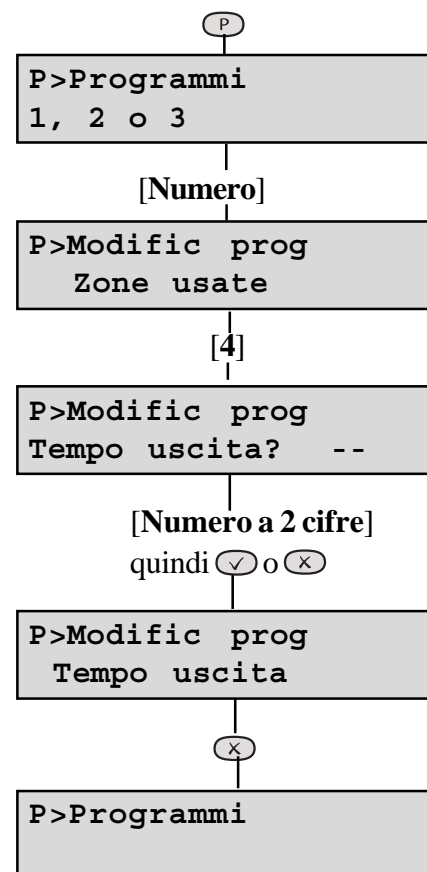 P
P>Programmi
1, 2 o 3
[Numero]
P>Modific prog
Zone usate
[4]
P>Modific prog
Tempo uscita? --
[Numero a 2 cifre]
quindi ✓ o X
P>Modific prog
Tempo uscita
X
P>Programmi